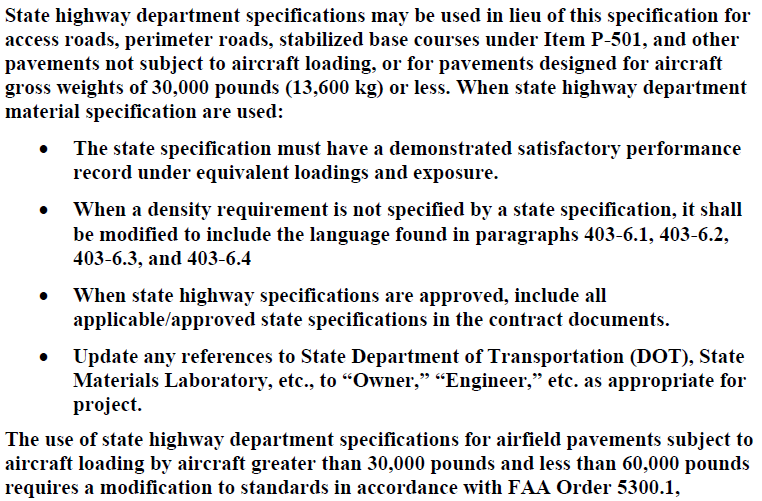 State highway department specifications may be used in lieu of this specification for
access roads, perimeter roads, stabilized base courses under Item P-501, and other
pavements not subject to aircraft loading, or for pavements designed for aircraft
gross weights of 30,000 pounds (13,600 kg) or less. When state highway department
material specification are used:
• The state specification must have a demonstrated satisfactory performance
record under equivalent loadings and exposure.
• When a density requirement is not specified by a state specification, it shall
be modified to include the language found in paragraphs 403-6.1, 403-6.2,
403-6.3, and 403-6.4
• When state highway specifications are approved, include all
applicable/approved state specifications in the contract documents.
• Update any references to State Department of Transportation (DOT), State
Materials Laboratory, etc., to “Owner,” “Engineer,” etc. as appropriate for
project.
The use of state highway department specifications for airfield pavements subject to
aircraft loading by aircraft greater than 30,000 pounds and less than 60,000 pounds
requires a modification to standards in accordance with FAA Order 5300.1,